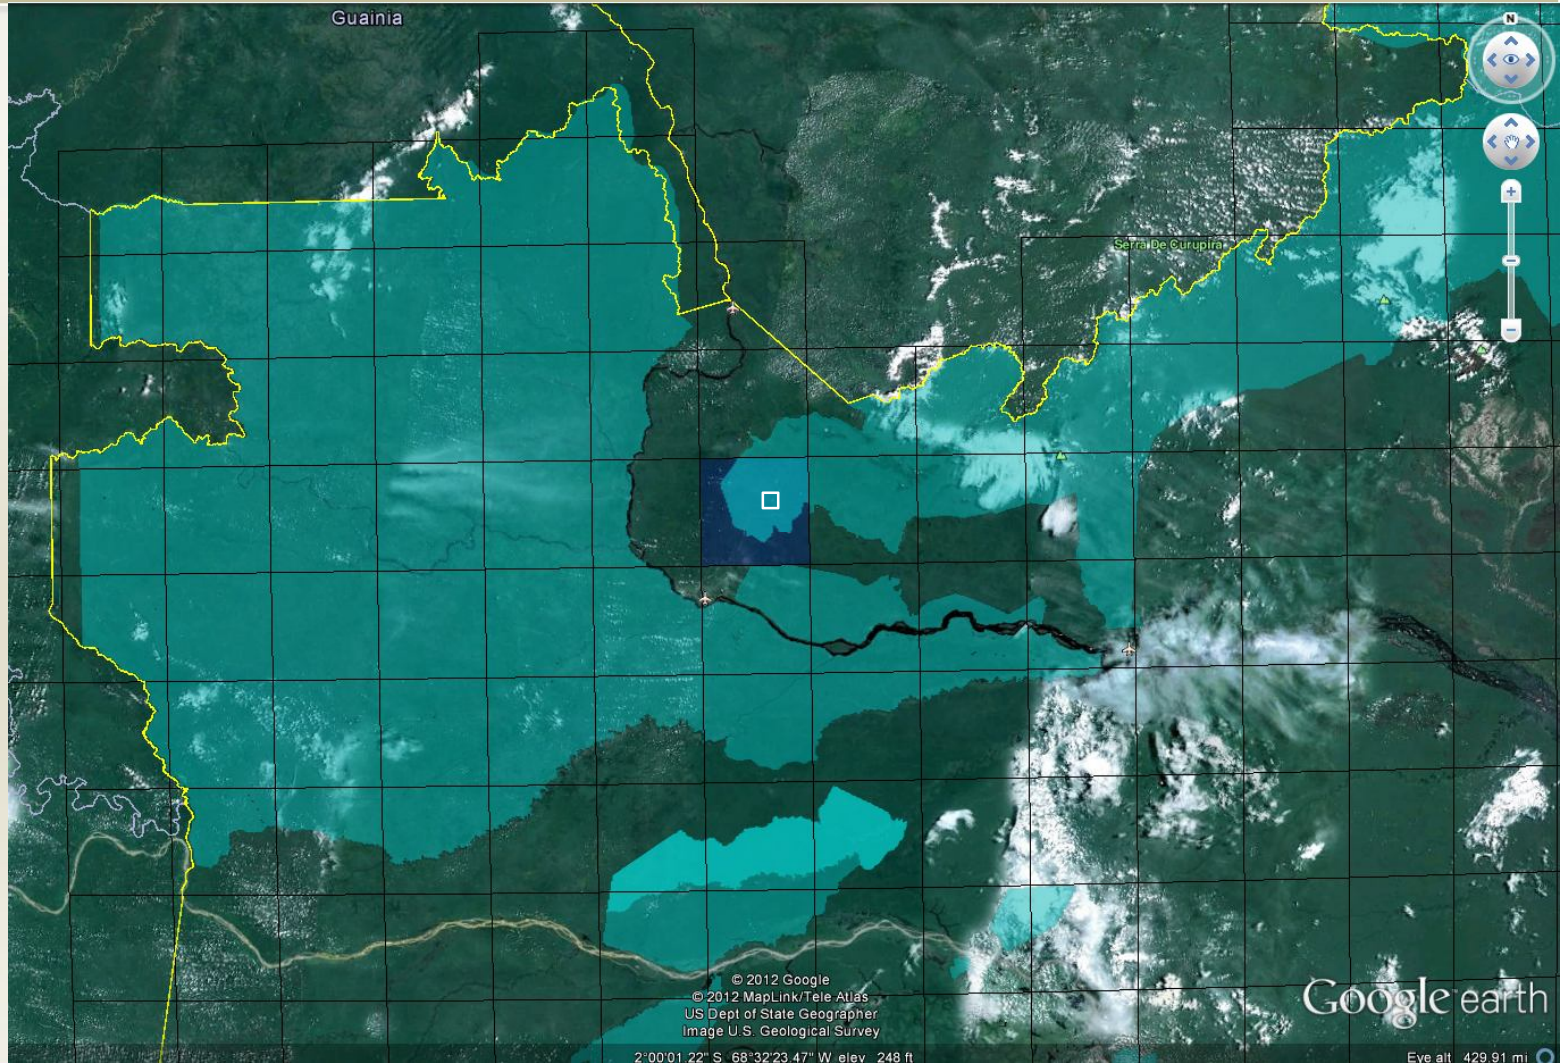 Guainia
N
Serra De Curupira
© 2012 Google
© 2012 MapLink/Tele Atlas
US Dept of State Geographer
Image U.S. Geological Survey
Google earth
2°00'01.22" S 68°32'23.47" W elev 248 ft
Eye alt 429.91 mi